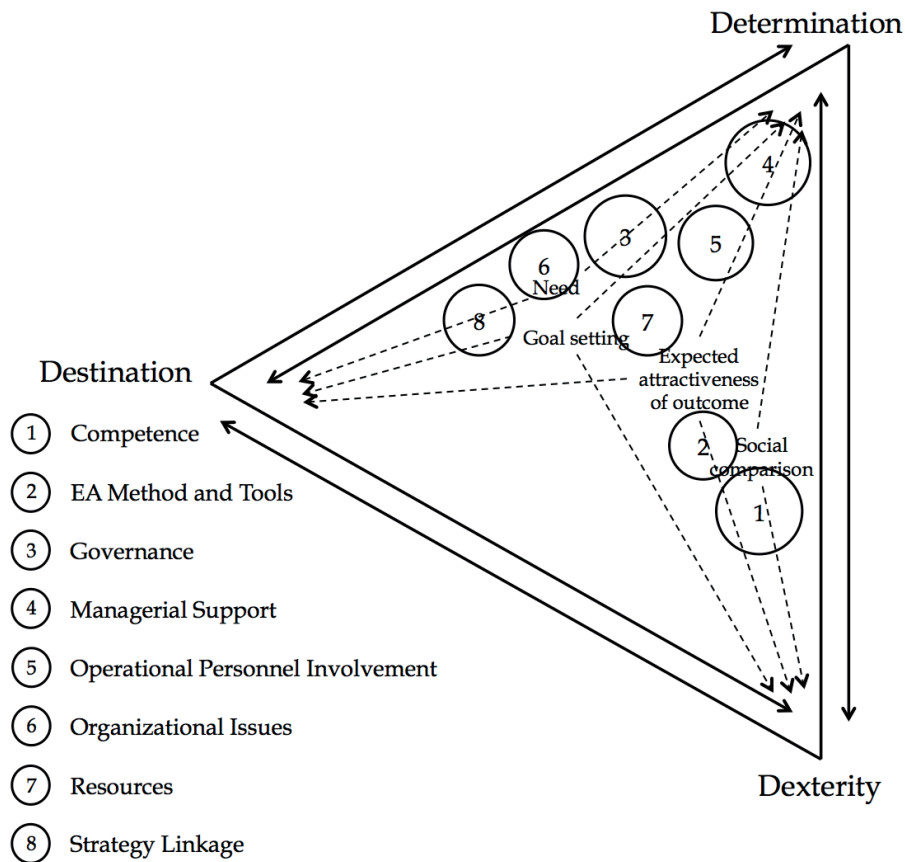 Determination
4
3
5
6
Need
8
7
Goal setting
Expected
attractiveness
of outcome
Destination
2
Social
comparison
1
1 Competence
2 EA Method and Tools
3 Governance
4 Managerial Support
5 Operational Personnel Involvement
6 Organizational Issues
7 Resources
Dexterity
8 Strategy Linkage